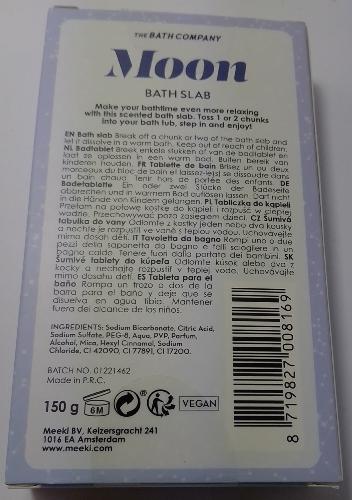 THE BATH COMPANY
Moon
BATH SLAB
Make your bathtime even more relaxing
with this scented bath slab. Toss 1 or 2 chunks
into your bath tub, step in and enjoy!
EN Bath slab Break off a chunk or two of the bath slab and
let it dissolve in a warm bath. Keep out of reach of children.
NL Badtablet Breek enkele stukken of van de badtablet en
laat ze oplossen in een warm bad. Buiten bereik van
kinderen houden. FR Tablette de bain Brisez un ou deux
morceaux du bloc de bain et laissez-le(s) se dissoudre dans
un bain chaud. Tenir hors de portée des enfants. DE
Badetablette Ein oder zwei Stücke der Badeseife
abbrechen und in warmem Bad auflösen lassen. Darf nicht
in die Hände von Kindern gelangen. PL Tabliczka do kąpieli
Przełam na połowę kostkę do kąpieli i rozpuść w ciepłej
wodzie. Przechowywać poza zasięgiem dzieci. CZ Šumivá
tabulka do vany Odlomte z kostky jeden nebo dva kousky
a nechte je rozpustit ve vaně s teplou vodou. Uchovávejte
mimo dosah dětí. IT Tavoletta da bagno Rompi uno o due
pezzi della saponetta da bagno e falli sciogliere in un
bagno caldo. Tenere fuori dalla portata dei bambini. SK
Šumivé tablety do kúpeľa Odlomte kúsok alebo dva z
kocky a nechajte rozpustiť v teplej vode. Uchovávajte
mimo dosahu detí. ES Tableta para el
baño Rompa un trozo o dos de la
barra para el baño y deje que se
disuelva en agua tibia. Mantener
fuera del alcance de los niños.
INGREDIENTS: Sodium Bicarbonate, Citric Acid,
Sodium Sulfate, PEG-8, Aqua, PVP, Parfum,
Alcohol, Mica, Hexyl Cinnamal, Sodium
Chloride, CI 42090, CI 77891, CI 17200.
BATCH NO. 01221462
Made in P.R.C.
150 g 6M VEGAN
Meeki BV, Keizersgracht 241
1016 EA Amsterdam
www.meeki.com
8 719827 008169